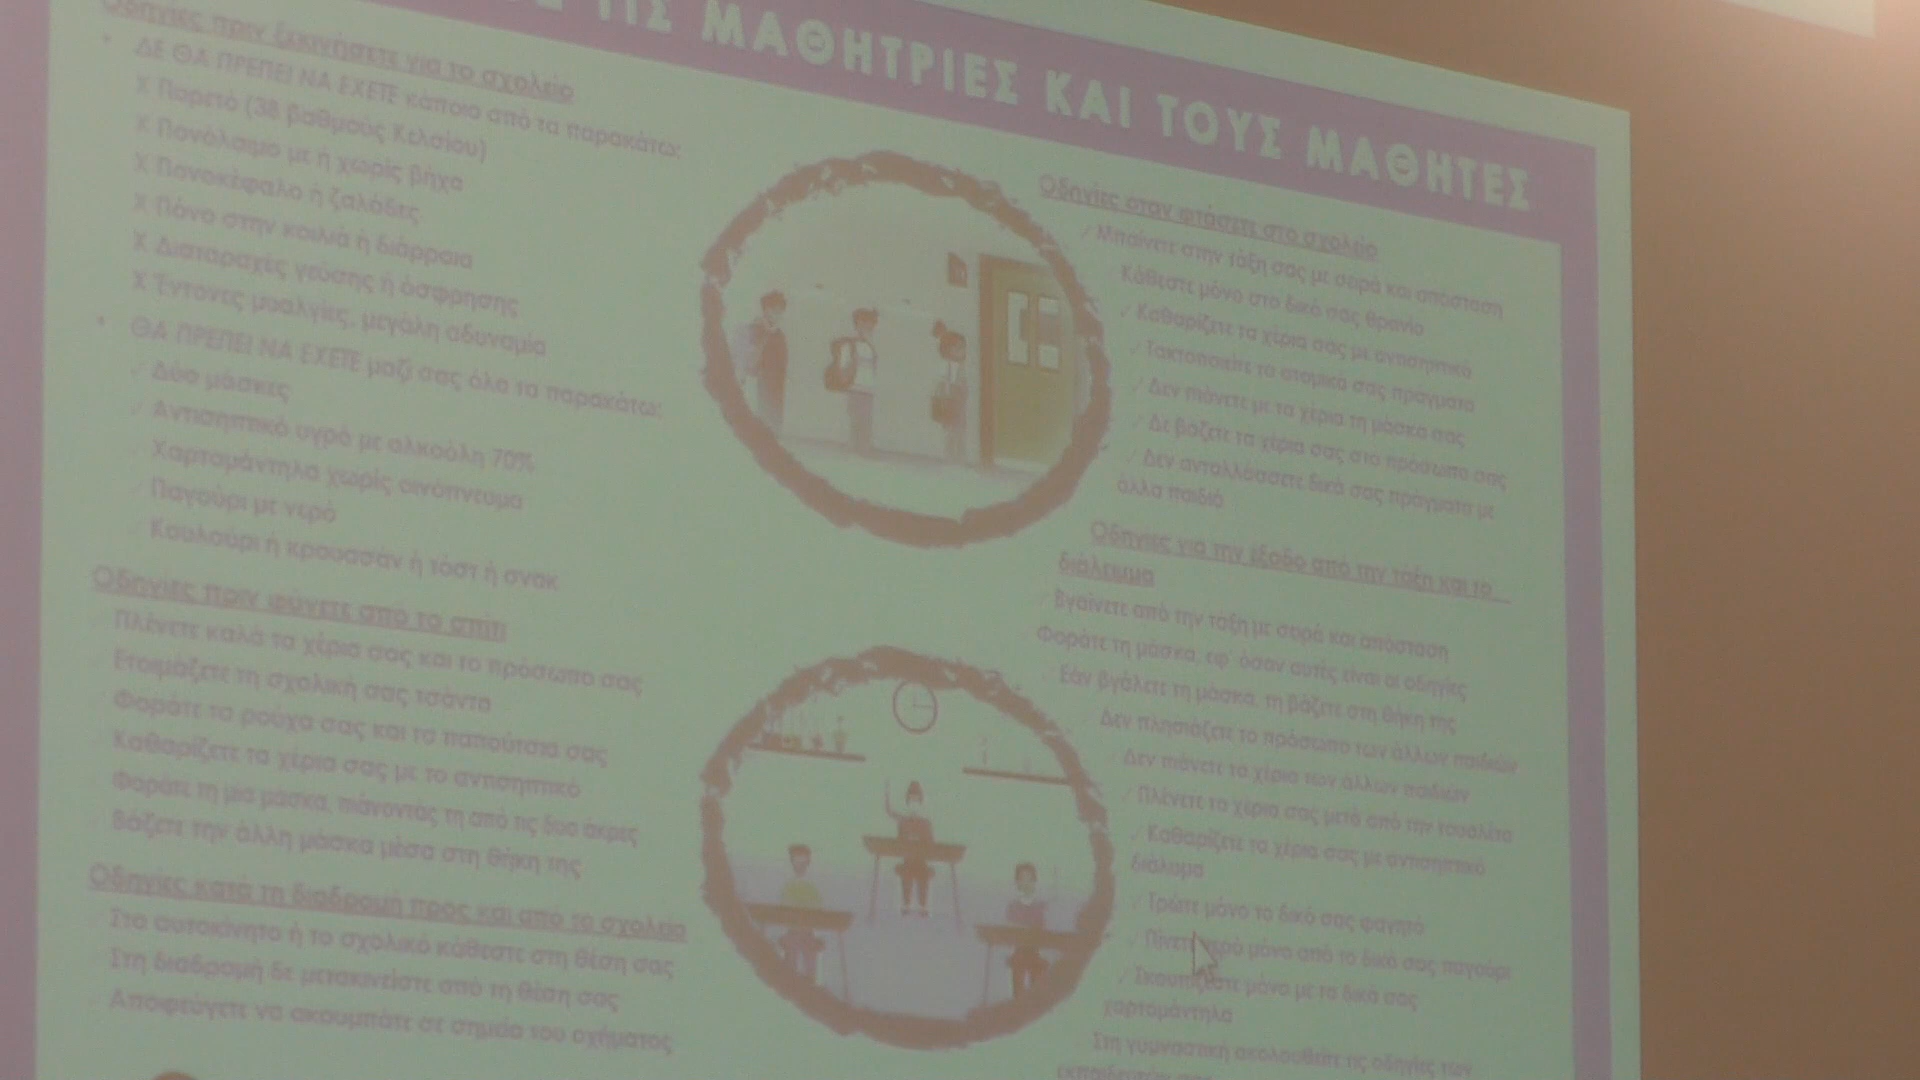 ΤΙΣ ΜΑΘΗΤΡΙΕΣ ΚΑΙ ΤΟΥΣ ΜΑΘΗΤΕΣ
Οδηγίες πριν ξεκινήσετε για το σχολείο
• ΔΕ ΘΑ ΠΡΕΠΕΙ ΝΑ ΕΧΕΤΕ κάποιο από τα παρακάτω:
Χ Πυρετό (38 βαθμούς Κελσίου)
Χ Πονόλαιμο με ή χωρίς βήχα
Χ Πονοκέφαλο ή ζαλάδες
Χ Πόνο στην κοιλιά ή διάρροια
Χ Διαταραχές γεύσης ή όσφρησης
Χ Έντονες μυαλγίες, μεγάλη αδυναμία
• ΘΑ ΠΡΕΠΕΙ ΝΑ ΕΧΕΤΕ μαζί σας όλα τα παρακάτω:
✓ Δύο μάσκες
✓ Αντισηπτικό υγρό με αλκοόλη 70%
✓ Χαρτομάντηλα χωρίς οινόπνευμα
✓ Παγούρι με νερό
✓ Κουλούρι ή κρουασάν ή τόστ ή σνακ
Οδηγίες πριν φύγετε από το σπίτι
Πλένετε καλά τα χέρια σας και το πρόσωπο σας
Ετοιμάζετε τη σχολική σας τσάντα
Φοράτε τα ρούχα σας και τα παπούτσια σας
Καθαρίζετε τα χέρια σας με το αντισηπτικό
Φοράτε τη μια μάσκα, πιάνοντάς τη από τις δυο άκρες
Βάζετε την άλλη μάσκα μέσα στη θήκη της
Οδηγίες κατά τη διαδρομή προς και από το σχολείο
Στο αυτοκίνητο ή το σχολικό κάθεστε στη θέση σας
Στη διαδρομή δε μετακινείστε από τη θέση σας
✓ Αποφεύγετε να ακουμπάτε σε σημεία του οχήματος
Οδηγίες όταν φτάσετε στο σχολείο
✓ Μπαίνετε στην τάξη σας με σειρά και απόσταση
Κάθεστε μόνο στο δικό σας θρανίο
✓ Καθαρίζετε τα χέρια σας με αντισηπτικό
✓ Τακτοποιείτε τα ατομικά σας πράγματα
✓ Δεν πιάνετε με τα χέρια τη μάσκα σας
✓ Δε βάζετε τα χέρια σας στο πρόσωπο σας
✓ Δεν ανταλλάσσετε δικά σας πράγματα με
άλλα παιδιά
Οδηγίες για την έξοδο από την τάξη και το
διάλειμμα
✓ Βγαίνετε από την τάξη με σειρά και απόσταση
Φοράτε τη μάσκα, εφ' όσον αυτές είναι οι οδηγίες
Εάν βγάλετε τη μάσκα, τη βάζετε στη θήκη της
Δεν πλησιάζετε το πρόσωπο των άλλων παιδιών
✓ Δεν πιάνετε τα χέρια των άλλων παιδιών
✓ Πλένετε τα χέρια σας μετά από την τουαλέτα
✓ Καθαρίζετε τα χέρια σας με αντισηπτικό
διάλυμα
✓ Τρώτε μόνο το δικό σας φαγητό
✓ Πίνετε νερό μόνο από το δικό σας παγούρι
✓ Σκουπίζεστε μόνο με τα δικά σας
χαρτομάντηλα
Στη γυμναστική ακολουθείτε τις οδηγίες των